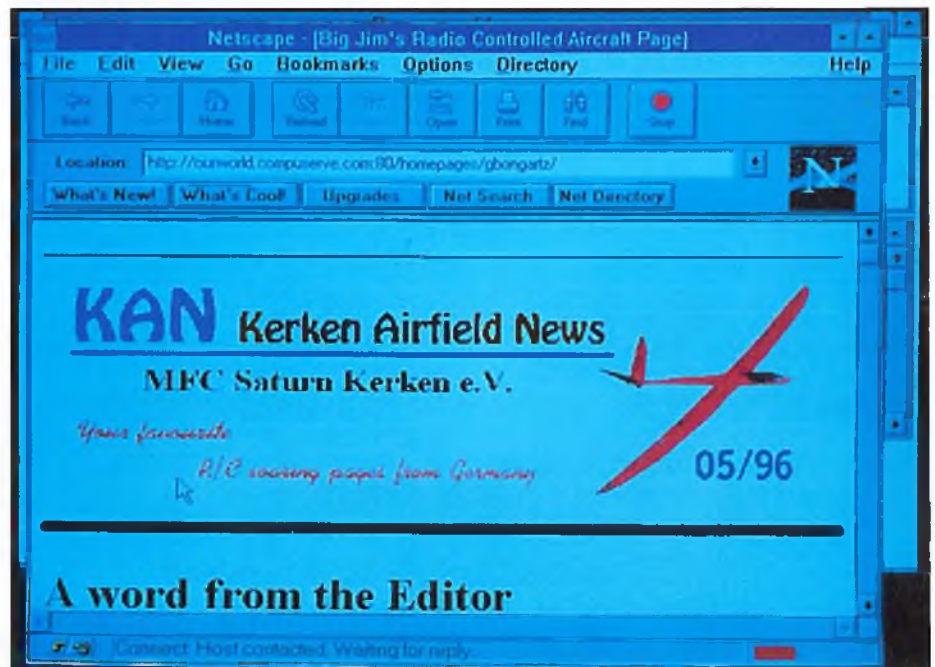 Netscape - [Big Jim's Radio Controlled Aircraft Page]
File Edit View Go Bookmarks Options Directory Help
Back Home Reload Open Print Find Stop
Location: http://ourworld.compuserve.com:80/homepages/gbongartz/
What's New! What's Cool! Upgrades Net Search Net Directory
N
KAN Kerken Airfield News
MFC Saturn Kerken e.V.
Your favourite
R/C soaring pages from Germany
05/96
A word from the Editor
Connect: Host contacted. Waiting for reply...